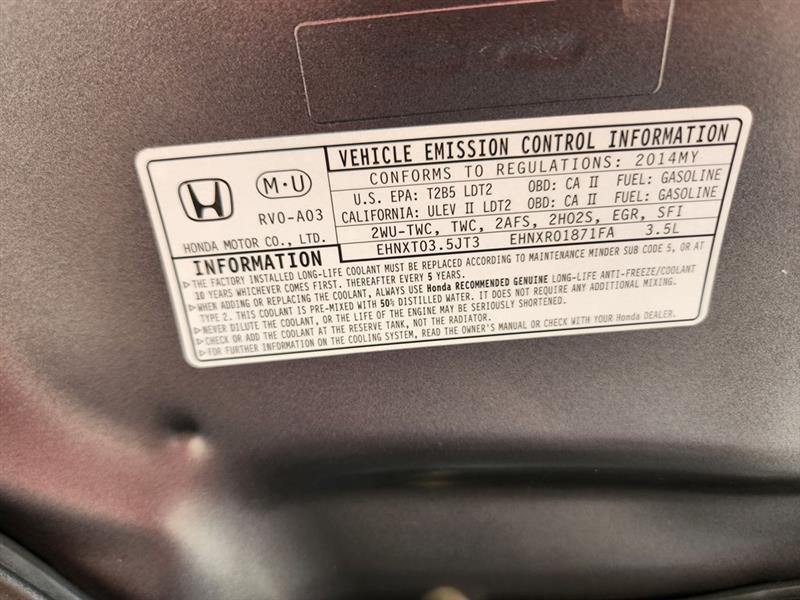 VEHICLE EMISSION CONTROL INFORMATION
CONFORMS TO REGULATIONS: 2014MY
U.S. EPA: T2B5 LDT2 OBD: CA II FUEL: GASOLINE
CALIFORNIA: ULEV II LDT2 OBD: CA II FUEL: GASOLINE
2WU-TWC, TWC, 2AFS, 2HO2S, EGR, SFI
EHNXT03.5JT3 EHNXR01871FA 3.5L
M·U
RV0-A03
HONDA MOTOR CO., LTD.
INFORMATION
▷THE FACTORY INSTALLED LONG-LIFE COOLANT MUST BE REPLACED ACCORDING TO MAINTENANCE MINDER SUB CODE 5, OR AT
10 YEARS WHICHEVER COMES FIRST. THEREAFTER EVERY 5 YEARS.
▷WHEN ADDING OR REPLACING THE COOLANT, ALWAYS USE Honda RECOMMENDED GENUINE LONG-LIFE ANTI-FREEZE/COOLANT
TYPE 2. THIS COOLANT IS PRE-MIXED WITH 50% DISTILLED WATER. IT DOES NOT REQUIRE ANY ADDITIONAL MIXING.
▷NEVER DILUTE THE COOLANT, OR THE LIFE OF THE ENGINE MAY BE SERIOUSLY SHORTENED.
▷CHECK OR ADD THE COOLANT AT THE RESERVE TANK, NOT THE RADIATOR.
▷FOR FURTHER INFORMATION ON THE COOLING SYSTEM, READ THE OWNER'S MANUAL OR CHECK WITH YOUR Honda DEALER.